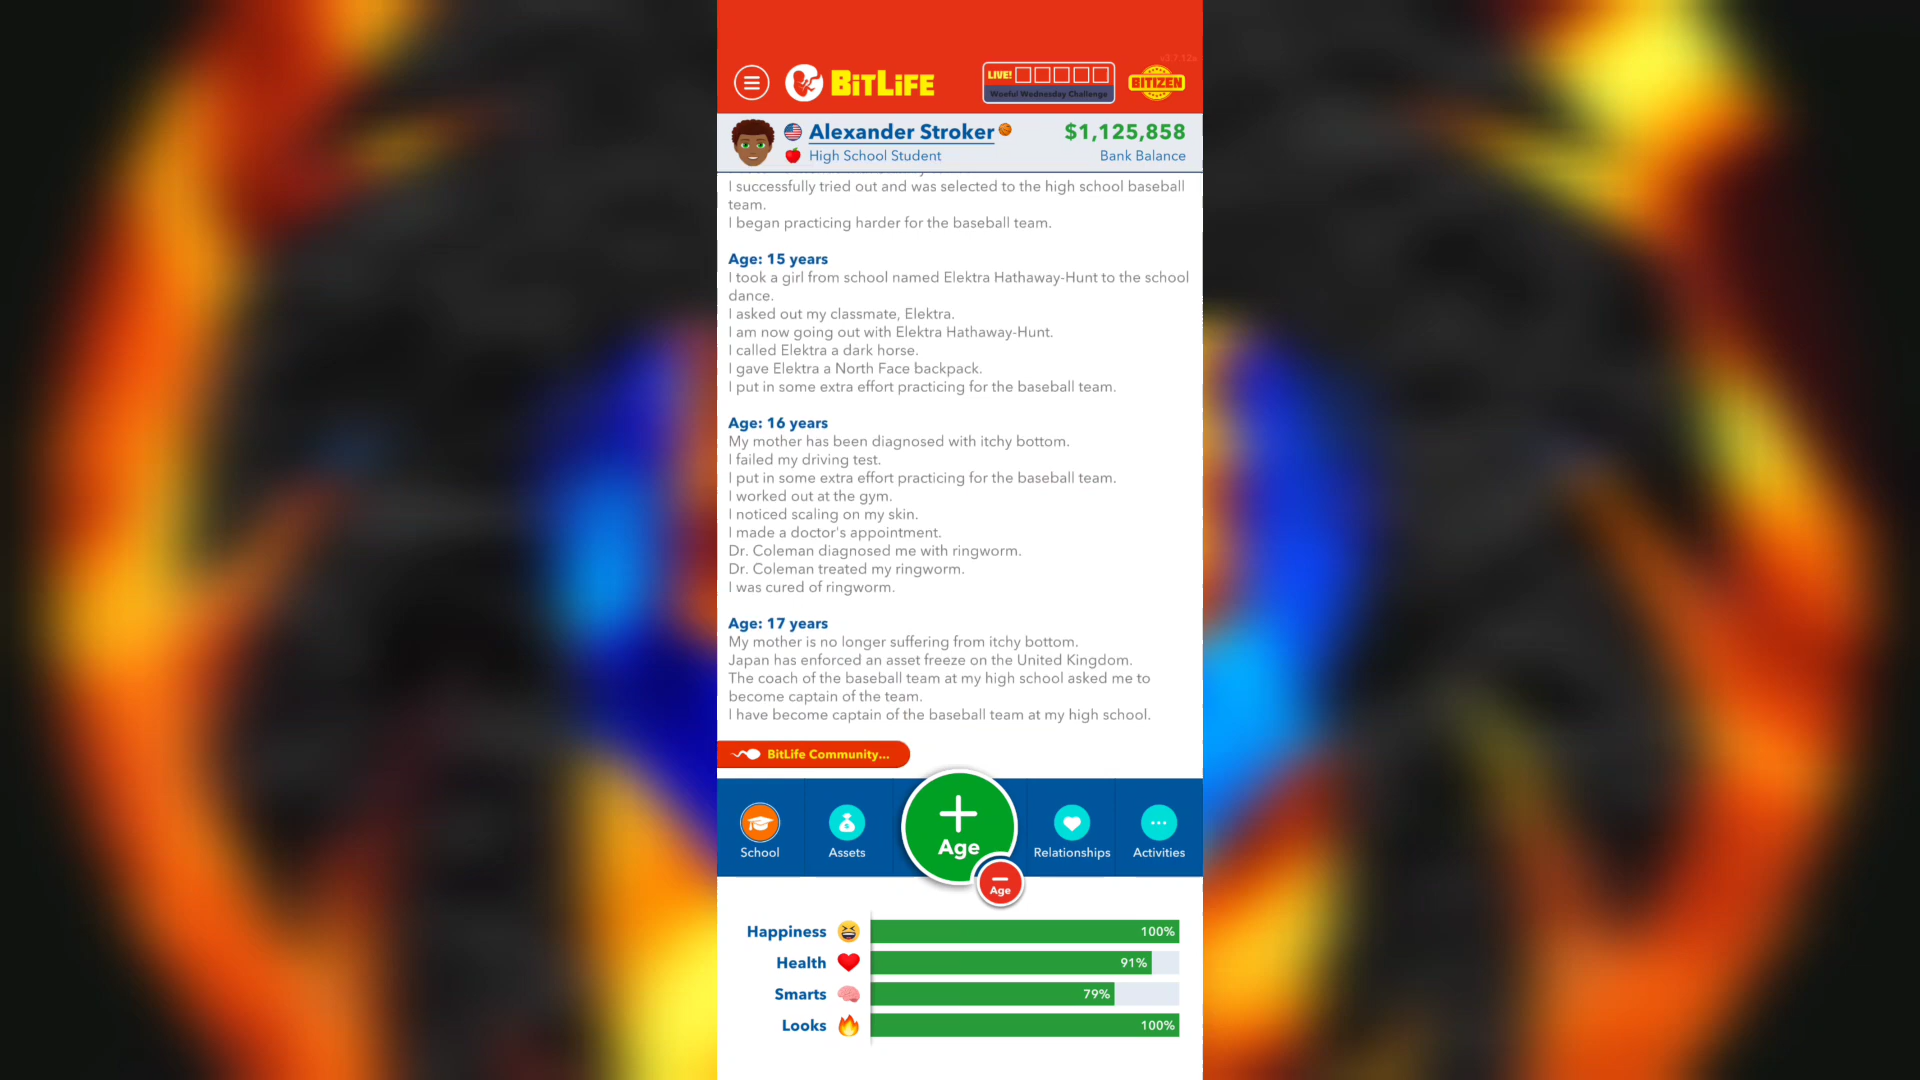 v3.7.12
BITLIFE
LIVE!
Woeful Wednesday Challenge
BITIZEN
Alexander Stroker
$1,125,858
High School Student
Bank Balance
I successfully tried out and was selected to the high school baseball
team.
I began practicing harder for the baseball team.
Age: 15 years
I took a girl from school named Elektra Hathaway-Hunt to the school
dance.
I asked out my classmate, Elektra.
I am now going out with Elektra Hathaway-Hunt.
I called Elektra a dark horse.
I gave Elektra a North Face backpack.
I put in some extra effort practicing for the baseball team.
Age: 16 years
My mother has been diagnosed with itchy bottom.
I failed my driving test.
I put in some extra effort practicing for the baseball team.
I worked out at the gym.
I noticed scaling on my skin.
I made a doctor's appointment.
Dr. Coleman diagnosed me with ringworm.
Dr. Coleman treated my ringworm.
I was cured of ringworm.
Age: 17 years
My mother is no longer suffering from itchy bottom.
Japan has enforced an asset freeze on the United Kingdom.
The coach of the baseball team at my high school asked me to
become captain of the team.
I have become captain of the baseball team at my high school.
BitLife Community...
School
Assets
+
Age
Relationships
Activities
Age
Happiness
100%
Health
91%
Smarts
79%
Looks
100%